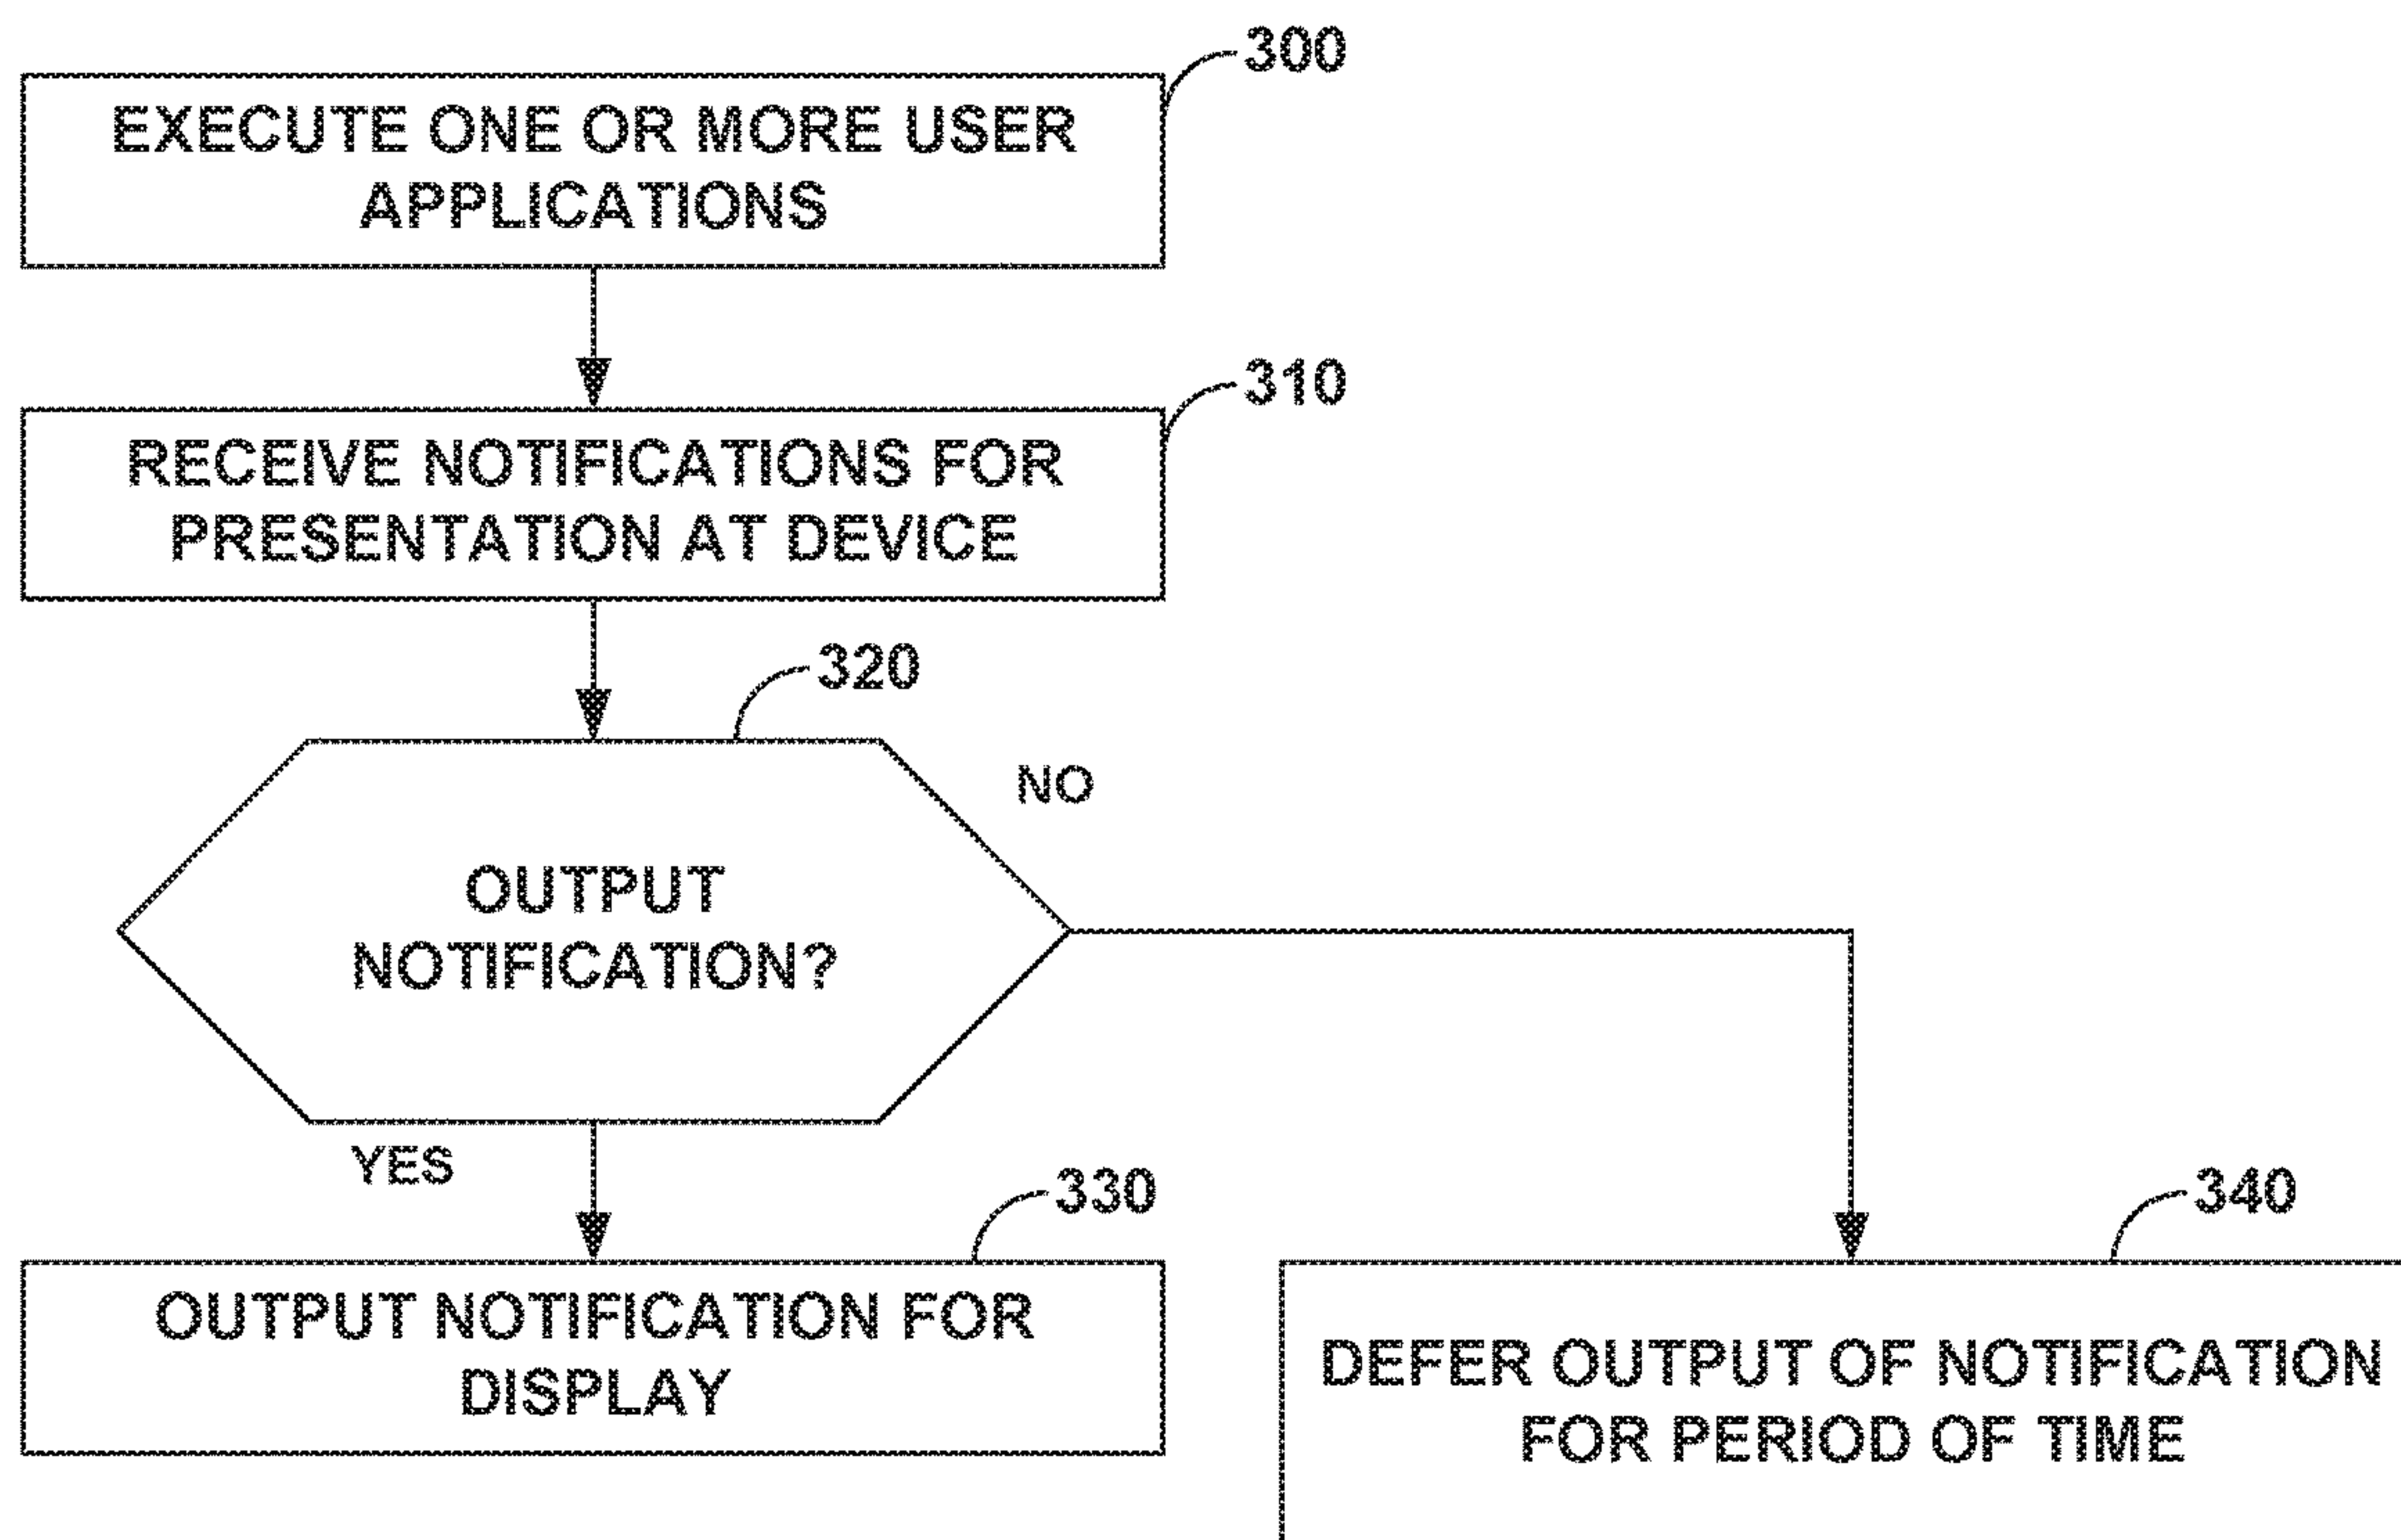 300
EXECUTE ONE OR MORE USER
APPLICATIONS
310
RECEIVE NOTIFICATIONS FOR
PRESENTATION AT DEVICE
320
NO
OUTPUT
NOTIFICATION?
YES
330
340
OUTPUT NOTIFICATION FOR
DISPLAY
DEFER OUTPUT OF NOTIFICATION
FOR PERIOD OF TIME